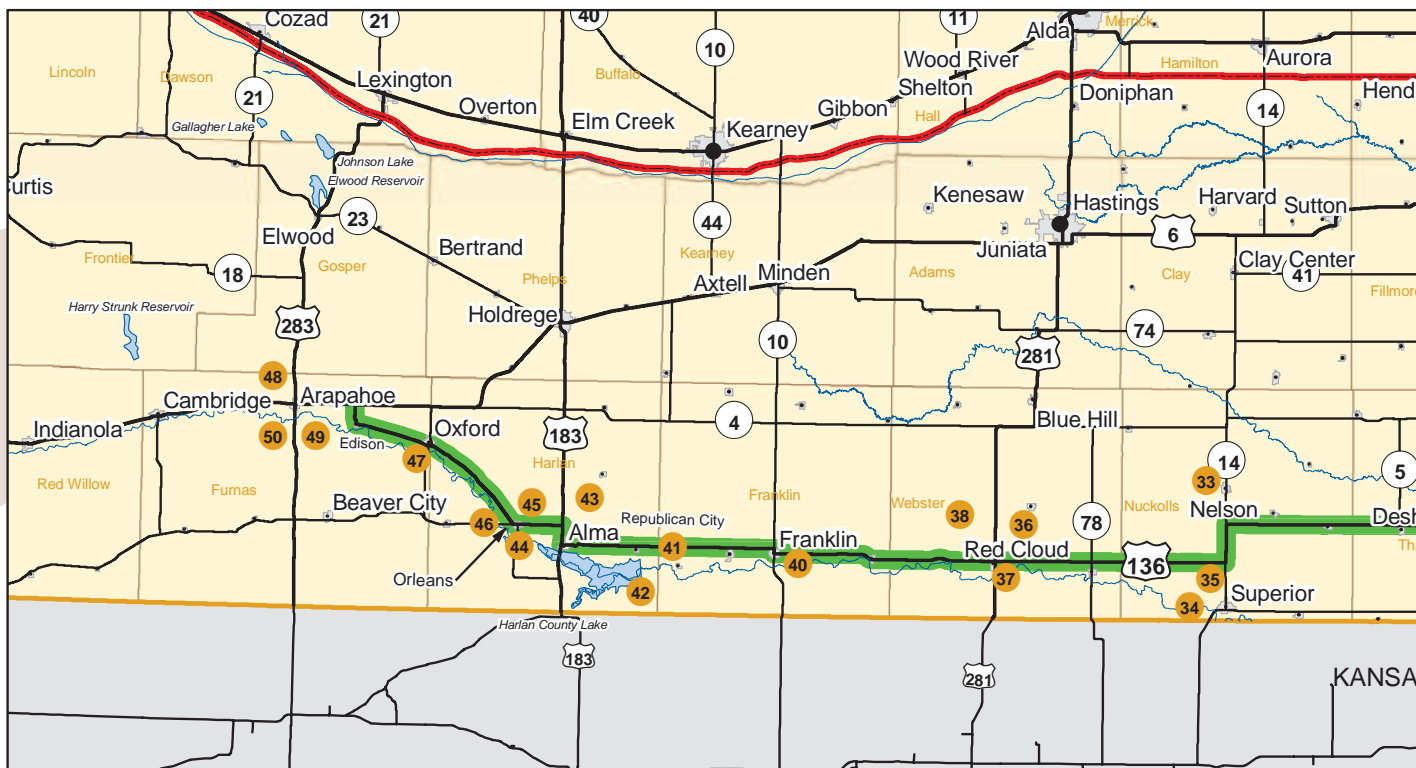 Cozad
21
40
10
11
Alda
Merrick
Lincoln
Dawson
Lexington
Buffalo
Wood River
Hamilton
Aurora
21
Overton
Shelton
Doniphan
Hend
Gallagher Lake
Elm Creek
Gibbon
Hall
14
Kearney
Johnson Lake
Elwood Reservoir
Curtis
23
Kenesaw
Hastings
Harvard
Sutton
44
Elwood
Bertrand
Kearney
Juniata
6
Frontier
18
Gosper
Phelps
Axtell
Minden
Adams
Clay
Clay Center
41
Fillmore
Harry Strunk Reservoir
283
Holdrege
10
74
281
48
Cambridge
Arapahoe
4
Blue Hill
Indianola
50
49
Edison
Oxford
183
47
Harlan
14
5
Red Willow
Furnas
Franklin
Webster
Nuckolls
33
Beaver City
45
43
Republican City
38
36
78
Nelson
Desh
46
44
Alma
41
Franklin
Red Cloud
136
Th
Orleans
42
40
37
35
34
Superior
Harlan County Lake
183
281
KANSA